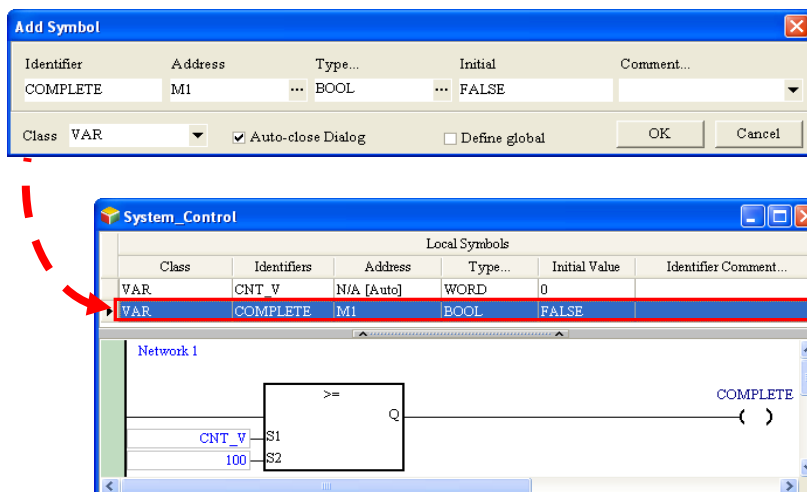 Add Symbol
Identifier Address Type... Initial Comment...
COMPLETE M1 ... BOOL ... FALSE
Class VAR Auto-close Dialog Define global OK Cancel
System_Control
Local Symbols
Class Identifiers Address Type... Initial Value Identifier Comment...
VAR CNT_V N/A [Auto] WORD 0
VAR COMPLETE M1 BOOL FALSE
Network 1
>=
COMPLETE
Q
( )
CNT_V S1
100 S2